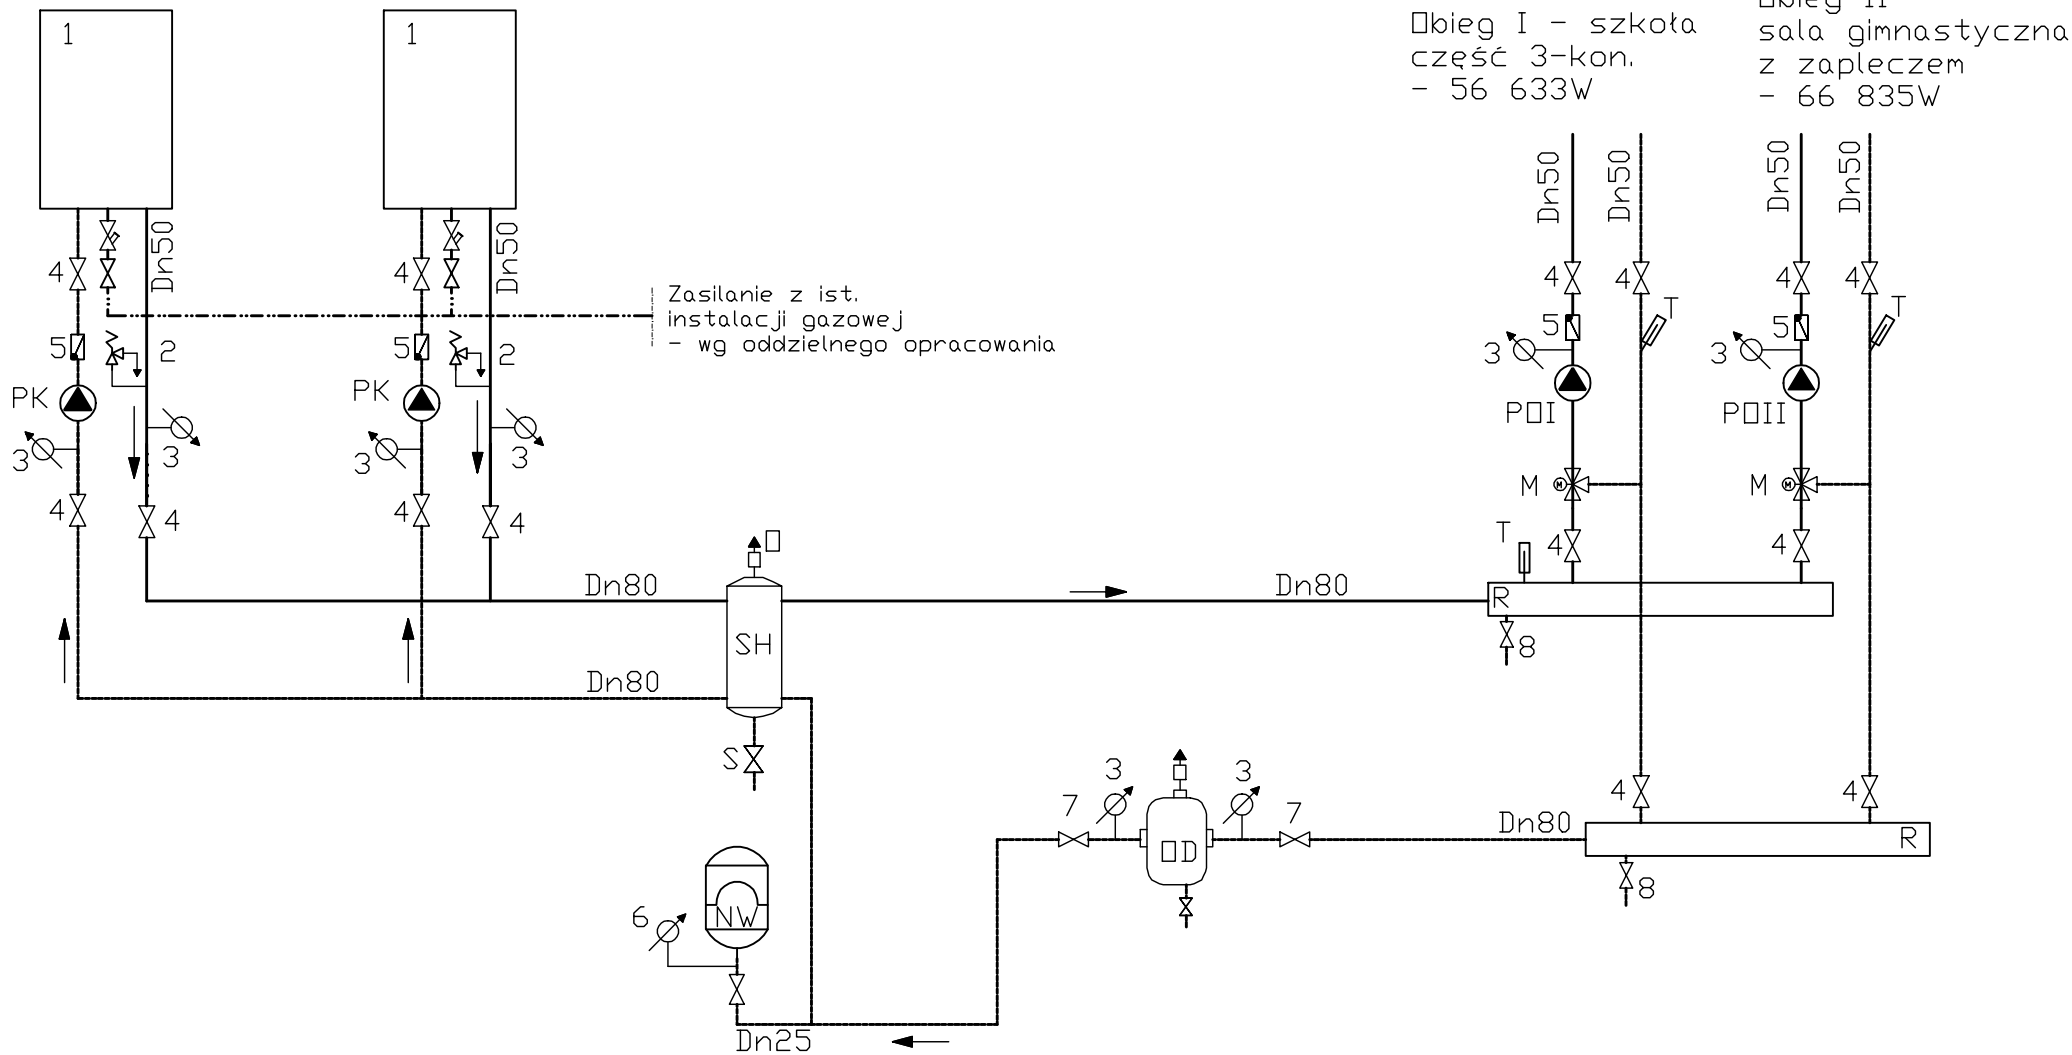 1
1
Obieg I - szkoła
część 3-kon.
- 56 633W
Obieg II
sala gimnastyczna
z zapleczem
- 66 835W
Dn50
Dn50
Dn50
Dn50
Dn50
Dn50
4
4
4
4
4
4
Zasilanie z ist.
instalacji gazowej
- wg oddzielnego opracowania
T
T
5
2
5
2
3
5
3
5
PK
PK
POI
POII
3
3
3
3
M
M
M
M
4
4
4
4
T
4
4
O
Dn80
Dn80
R
SH
8
Dn80
S
3
3
7
7
4
4
Dn80
OD
R
8
6
NW
Dn25